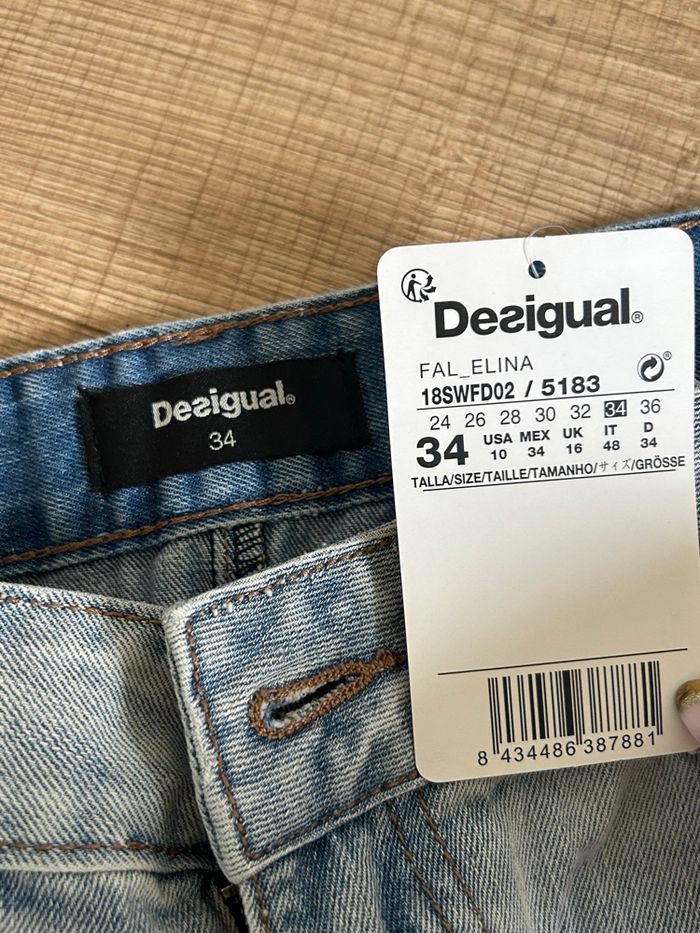 Desigual®
34
Desigual®
FAL_ELINA
18SWFD02 / 5183
24 26 28 30 32 34 36
34 USA 10 MEX 34 UK 16 IT 48 D 34
TALLA/SIZE/TAILLE/TAMANHO/サイズ/GRÖSSE
8 434486 387881